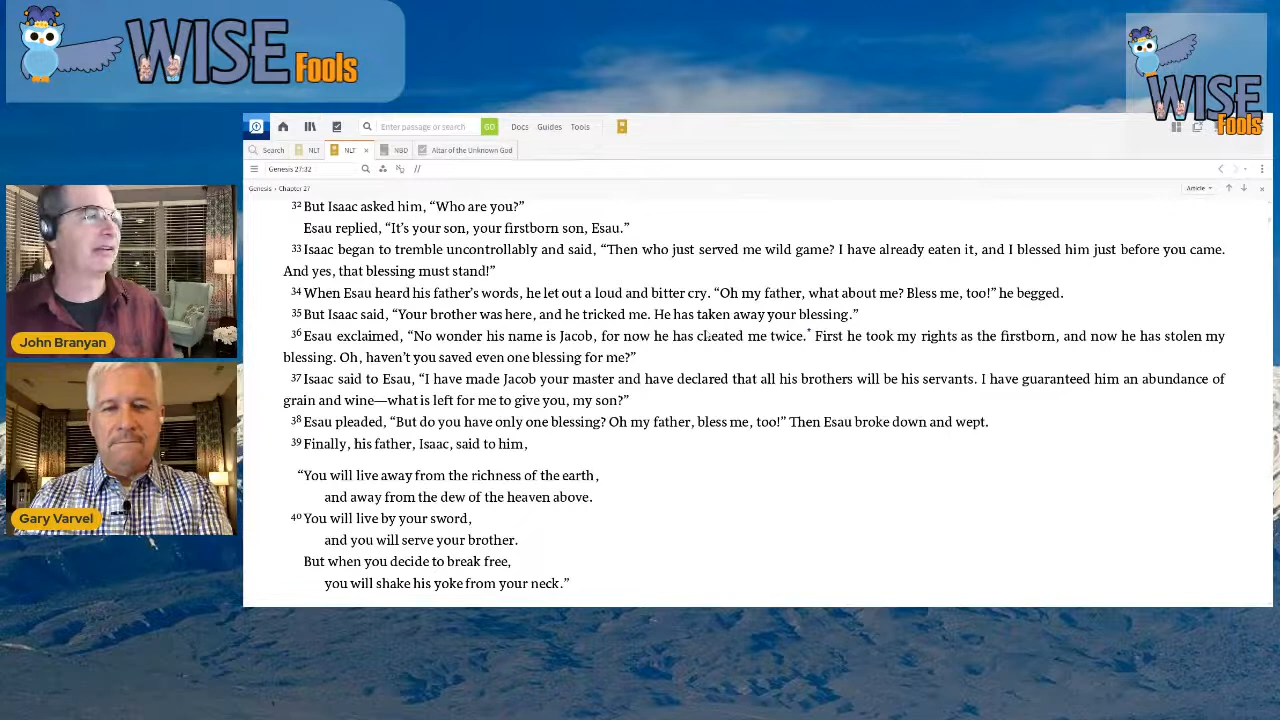 WISE Fools
WISE
Fools
Enter passage or search GO Docs Guides Tools
Search NLT NLT × NBD Altar of the Unknown God
Genesis 27:32 //
Genesis › Chapter 27 Article
32 But Isaac asked him, “Who are you?”
Esau replied, “It’s your son, your firstborn son, Esau.”
33 Isaac began to tremble uncontrollably and said, “Then who just served me wild game? I have already eaten it, and I blessed him just before you came.
And yes, that blessing must stand!”
34 When Esau heard his father’s words, he let out a loud and bitter cry. “Oh my father, what about me? Bless me, too!” he begged.
35 But Isaac said, “Your brother was here, and he tricked me. He has taken away your blessing.”
36 Esau exclaimed, “No wonder his name is Jacob, for now he has cheated me twice.* First he took my rights as the firstborn, and now he has stolen my
blessing. Oh, haven’t you saved even one blessing for me?”
37 Isaac said to Esau, “I have made Jacob your master and have declared that all his brothers will be his servants. I have guaranteed him an abundance of
grain and wine—what is left for me to give you, my son?”
38 Esau pleaded, “But do you have only one blessing? Oh my father, bless me, too!” Then Esau broke down and wept.
39 Finally, his father, Isaac, said to him,
“You will live away from the richness of the earth,
and away from the dew of the heaven above.
40 You will live by your sword,
and you will serve your brother.
But when you decide to break free,
you will shake his yoke from your neck.”
John Branyan
Gary Varvel